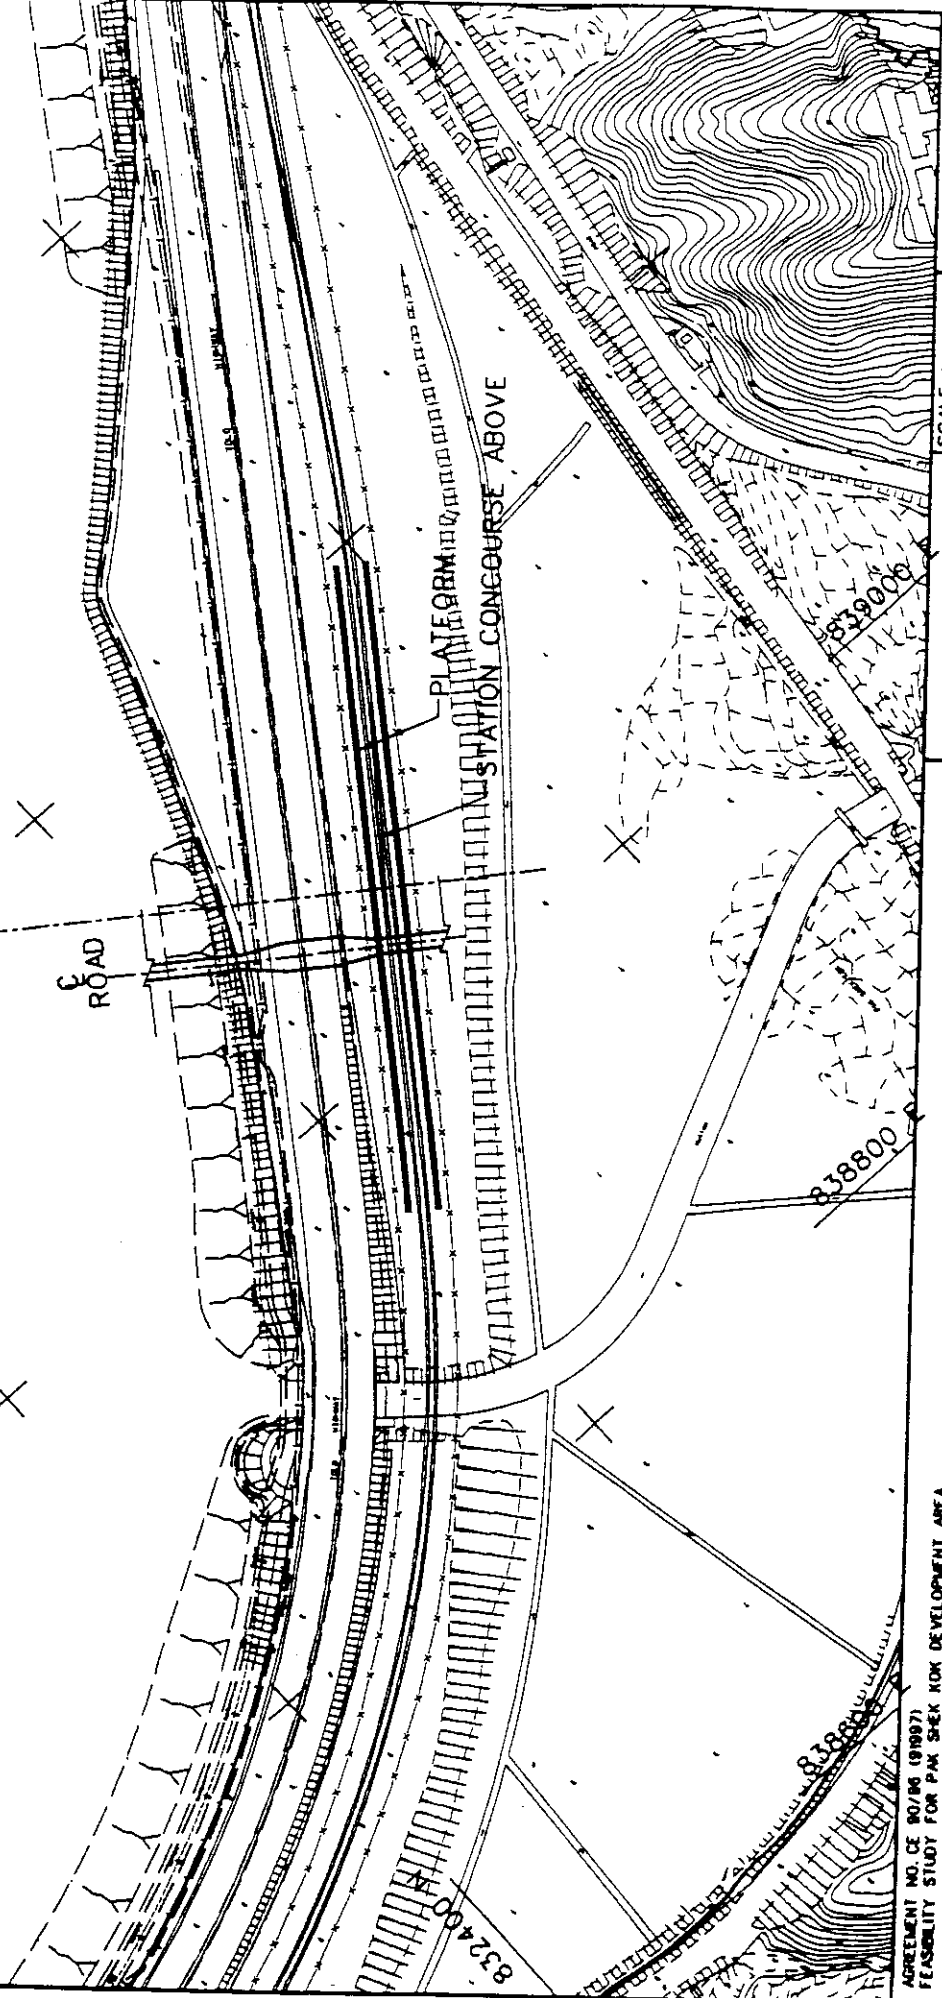 ℄
ROAD
PLATFORM
STATION CONCOURSE ABOVE
839000
838800
838600
832400 N
AGREEMENT NO. CE 90/96 (91997)
FEASIBILITY STUDY FOR PAK SHEK KOK DEVELOPMENT AREA